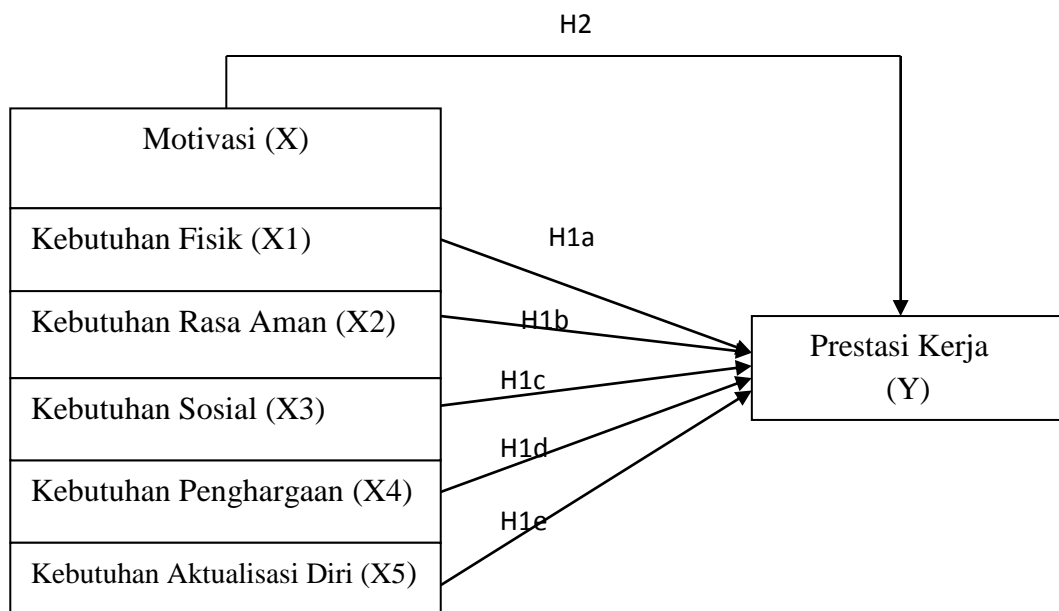 H2
Motivasi (X)
Kebutuhan Fisik (X1)
H1a
Kebutuhan Rasa Aman (X2)
H1b
Prestasi Kerja
(Y)
Kebutuhan Sosial (X3)
H1c
Kebutuhan Penghargaan (X4)
H1d
Kebutuhan Aktualisasi Diri (X5)
H1e